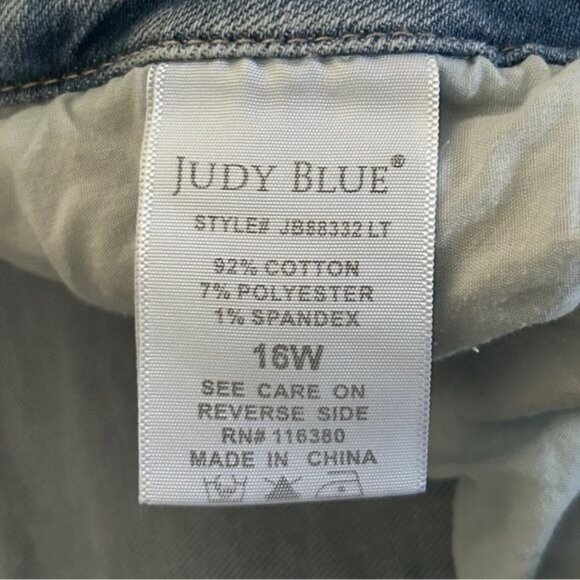 JUDY BLUE®
STYLE# JB88332 LT
92% COTTON
7% POLYESTER
1% SPANDEX
16W
SEE CARE ON
REVERSE SIDE
RN# 116380
MADE IN CHINA